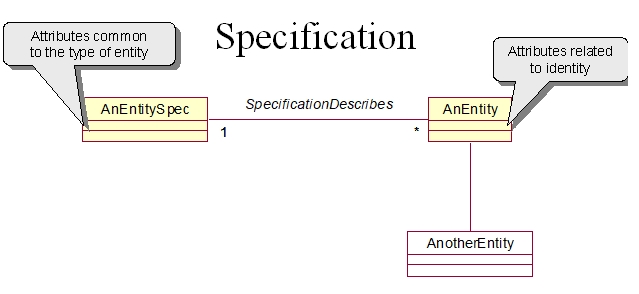 Specification
Attributes common
to the type of entity
Attributes related
to identity
AnEntitySpec
SpecificationDescribes
AnEntity
1
*
AnotherEntity